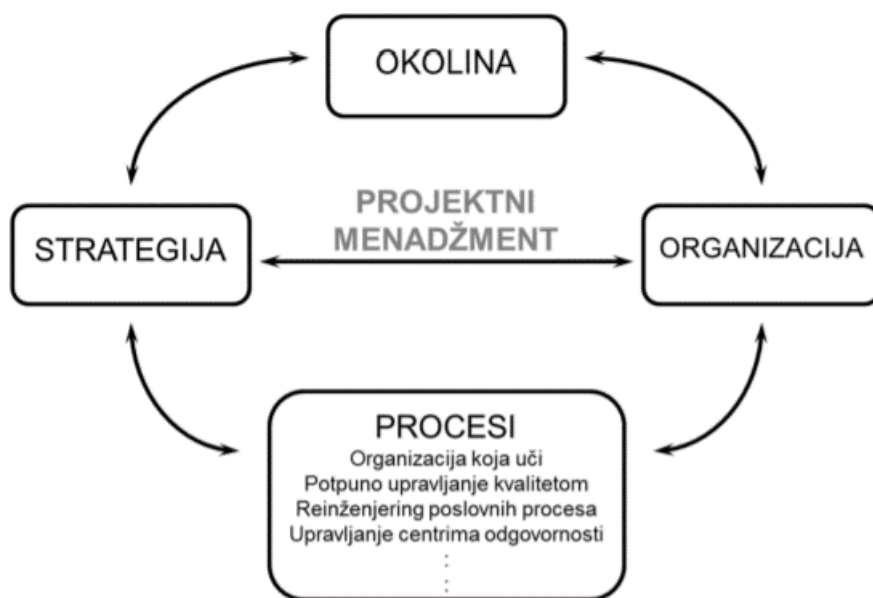 OKOLINA
PROJEKTNI
MENADŽMENT
STRATEGIJA
ORGANIZACIJA
PROCESI
Organizacija koja uči
Potpuno upravljanje kvalitetom
Reinženjering poslovnih procesa
Upravljanje centrima odgovornosti
:
: